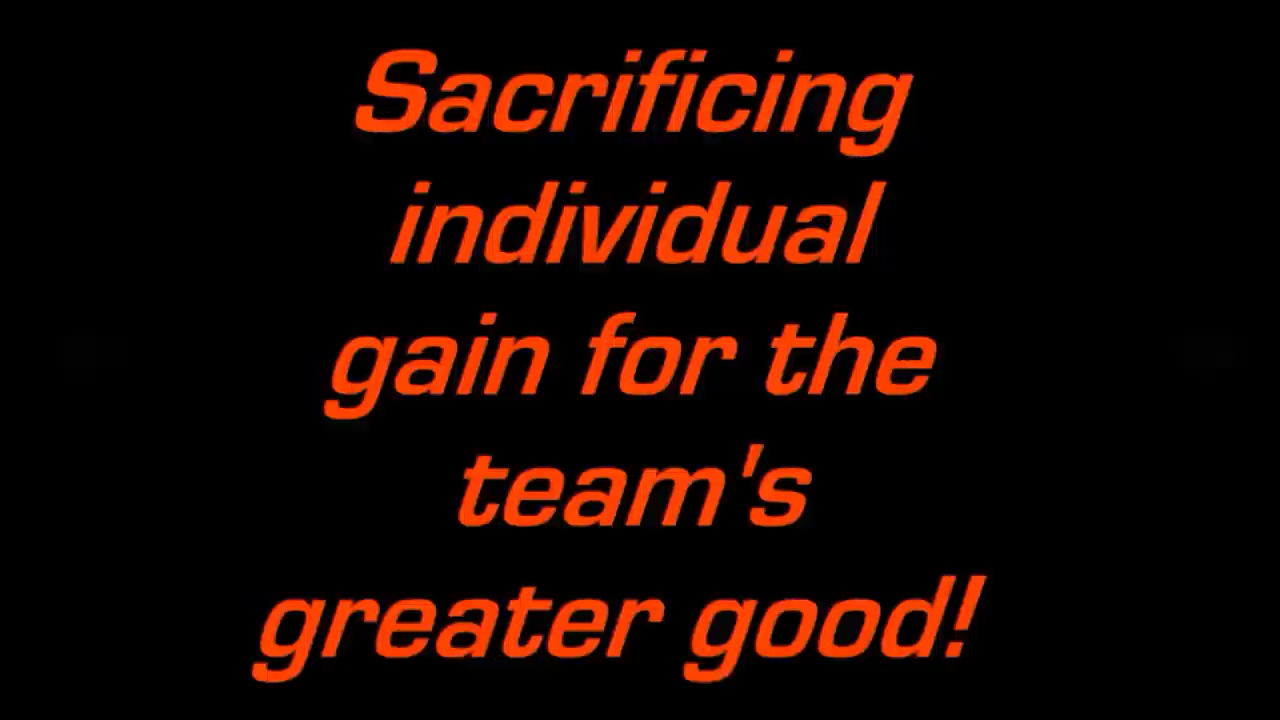 Sacrificing
individual
gain for the
team's
greater good!